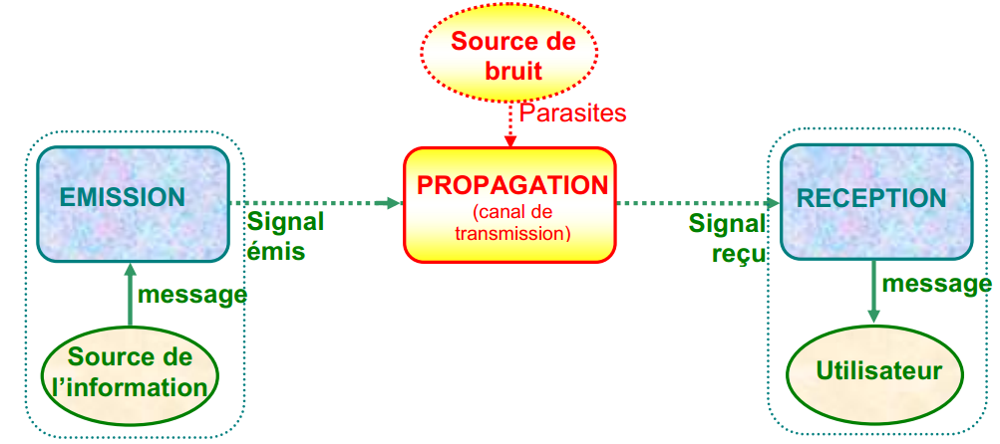 Source de
bruit
Parasites
EMISSION
PROPAGATION
(canal de
transmission)
RECEPTION
Signal
émis
Signal
reçu
message
message
Source de
l'information
Utilisateur